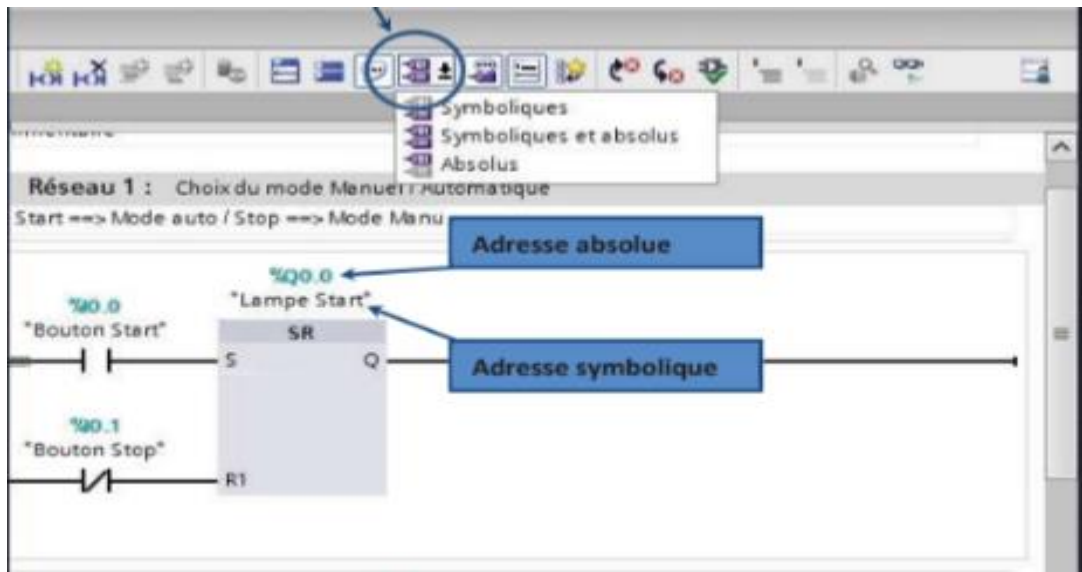 Symboliques
Symboliques et absolus
Absolus
Réseau 1 : Choix du mode Manuel / Automatique
Start ==> Mode auto / Stop ==> Mode Manu
Adresse absolue
%Q0.0
"Lampe Start"
%I0.0
"Bouton Start"
SR
S Q
Adresse symbolique
%I0.1
"Bouton Stop"
R1